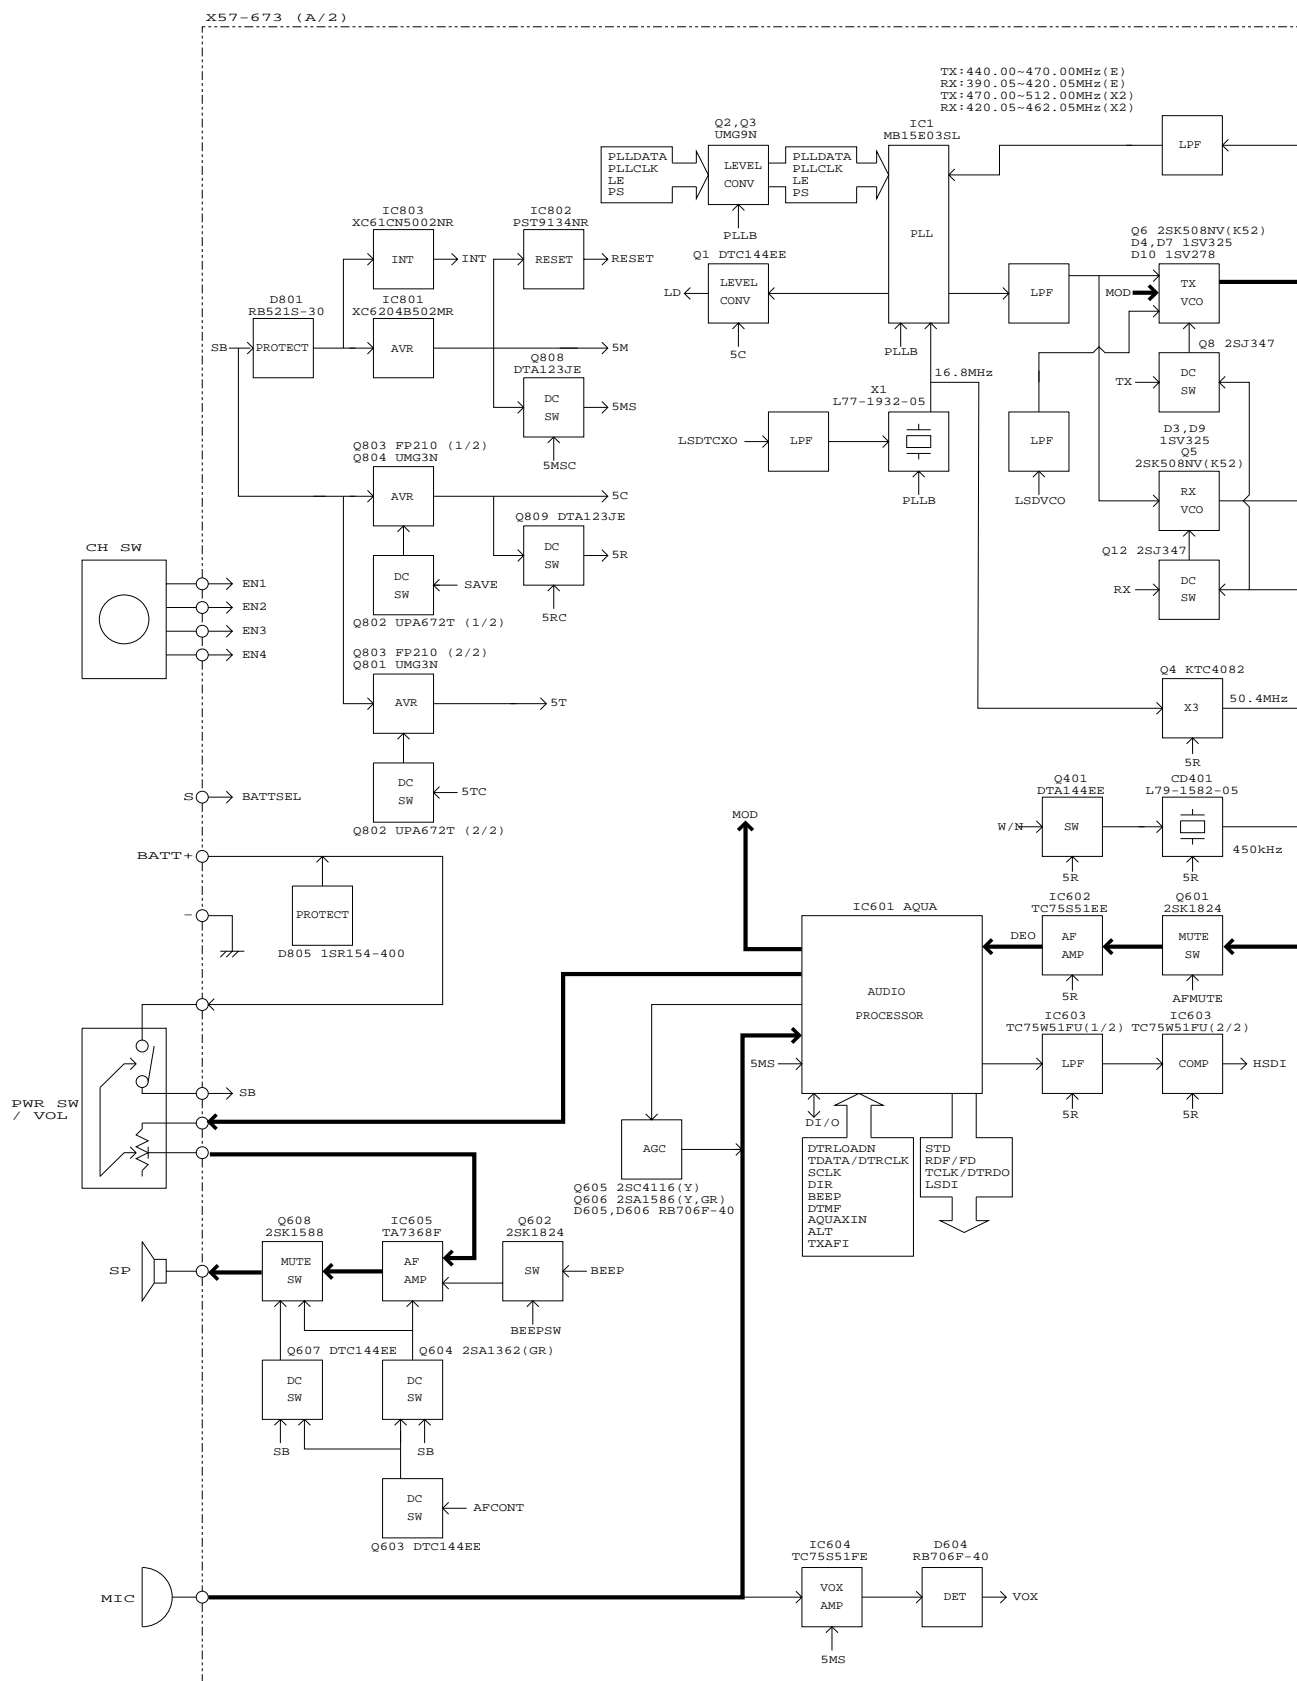 X57-673 (A/2)
TX:440.00~470.00MHz(E)
RX:390.05~420.05MHz(E)
TX:470.00~512.00MHz(X2)
RX:420.05~462.05MHz(X2)
Q2,Q3
UMG9N
IC1
MB15E03SL
PLLDATA
PLLCLK
LE
PS
LEVEL
CONV
PLLDATA
PLLCLK
LE
PS
PLL
LPF
PLLB
IC803
XC61CN5002NR
INT
INT
IC802
PST9134NR
RESET
RESET
Q1 DTC144EE
LD
LEVEL
CONV
5C
LPF
Q6 2SK508NV(K52)
D4,D7 1SV325
D10 1SV278
MOD
TX
VCO
D801
RB521S-30
SB
PROTECT
IC801
XC6204B502MR
AVR
5M
PLLB
Q8 2SJ347
TX
DC
SW
Q808
DTA123JE
DC
SW
5MS
5MSC
16.8MHz
X1
L77-1932-05
LSDTCXO
LPF
PLLB
LPF
LSDVCO
D3,D9
1SV325
Q5
2SK508NV(K52)
RX
VCO
Q803 FP210 (1/2)
Q804 UMG3N
AVR
5C
Q809 DTA123JE
DC
SW
5R
5RC
Q12 2SJ347
RX
DC
SW
DC
SW
SAVE
Q802 UPA672T (1/2)
CH SW
EN1
EN2
EN3
EN4
Q803 FP210 (2/2)
Q801 UMG3N
AVR
5T
Q4 KTC4082
X3
50.4MHz
5R
DC
SW
5TC
Q802 UPA672T (2/2)
S
BATTSEL
Q401
DTA144EE
W/N
SW
5R
CD401
L79-1582-05
450kHz
5R
MOD
BATT+
-
PROTECT
D805 1SR154-400
IC601 AQUA
AUDIO
PROCESSOR
DEO
IC602
TC75S51EE
AF
AMP
5R
Q601
2SK1824
MUTE
SW
AFMUTE
IC603
TC75W51FU(1/2)
LPF
5R
IC603
TC75W51FU(2/2)
COMP
HSDI
5R
5MS
PWR SW
/ VOL
SB
AGC
Q605 2SC4116(Y)
Q606 2SA1586(Y,GR)
D605,D606 RB706F-40
DI/O
DTRLOADN
TDATA/DTRCLK
SCLK
DIR
BEEP
DTMF
AQUAXIN
ALT
TXAFI
STD
RDF/FD
TCLK/DTRDO
LSDI
Q608
2SK1588
SP
MUTE
SW
IC605
TA7368F
AF
AMP
Q602
2SK1824
SW
BEEP
BEEPSW
Q607 DTC144EE
DC
SW
SB
Q604 2SA1362(GR)
DC
SW
SB
DC
SW
AFCONT
Q603 DTC144EE
MIC
IC604
TC75S51FE
VOX
AMP
5MS
D604
RB706F-40
DET
VOX